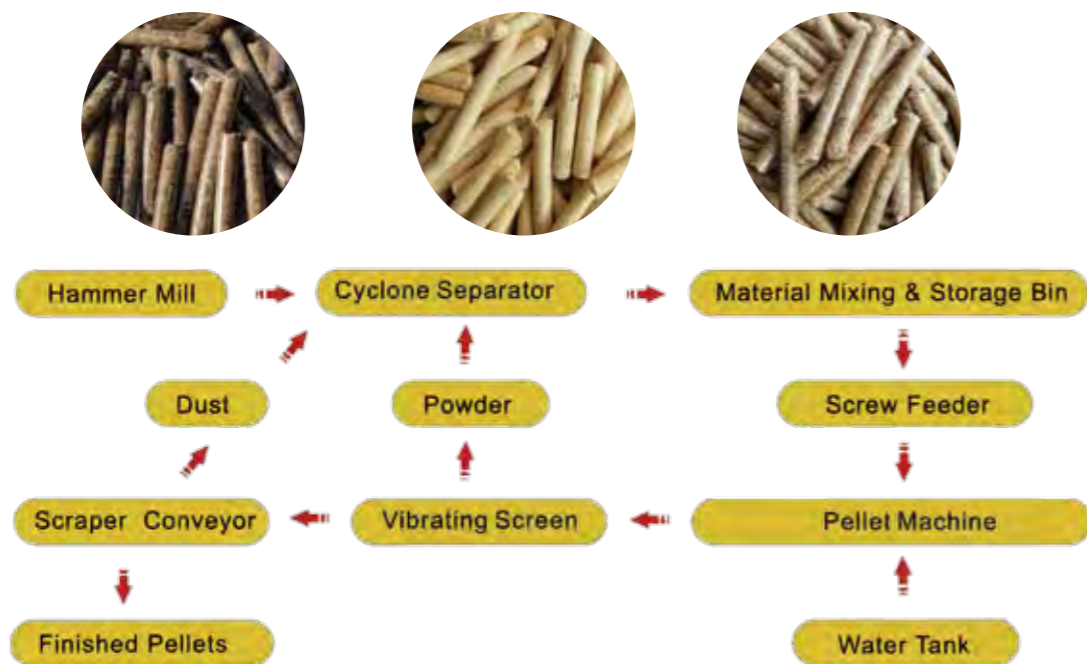 Hammer Mill
Cyclone Separator
Material Mixing & Storage Bin
Dust
Powder
Screw Feeder
Scraper Conveyor
Vibrating Screen
Pellet Machine
Finished Pellets
Water Tank